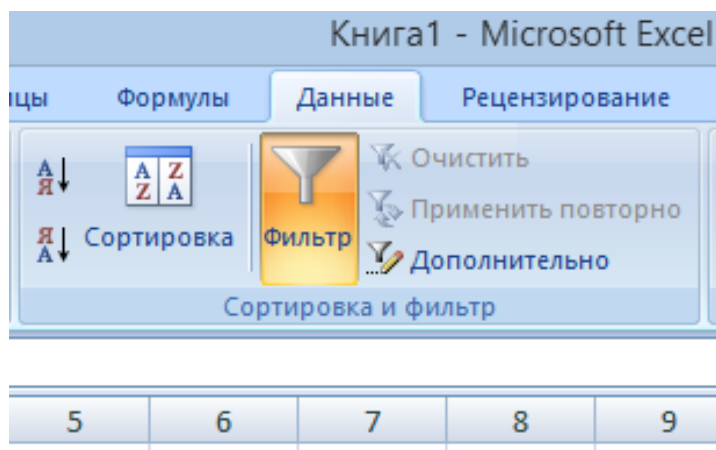 Книга1 - Microsoft Excel
Формулы Данные Рецензирование
А Я A Z Z A Очистить
Применить повторно
Я А Сортировка Фильтр
Дополнительно
Сортировка и фильтр
5 6 7 8 9